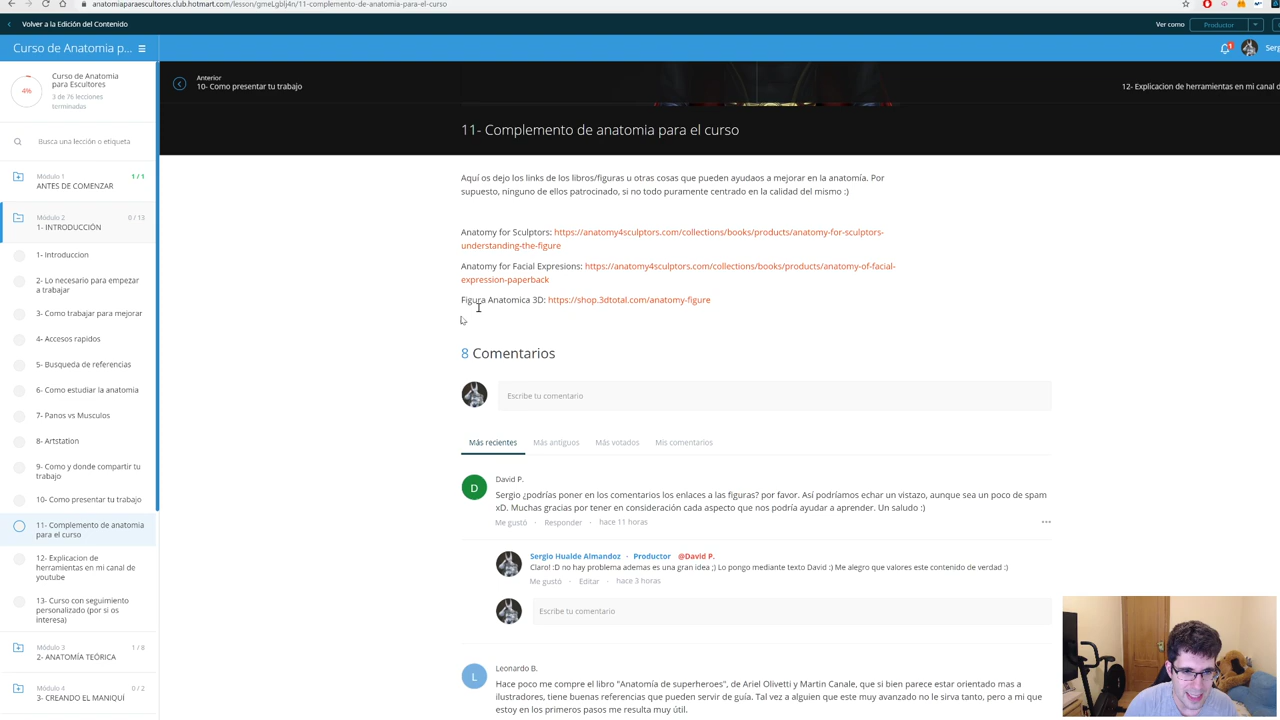 anatomiaparaescultores.club.hotmart.com/lesson/gmeLgblj4n/11-complemento-de-anatomia-para-el-curso
Volver a la Edición del Contenido
Ver como
Productor
Curso de Anatomia p...
Serg
4%
Curso de Anatomia
para Escultores
3 de 76 lecciones
terminadas
Anterior
10- Como presentar tu trabajo
12- Explicacion de herramientas en mi canal d
11- Complemento de anatomia para el curso
Busca una lección o etiqueta
Módulo 1
1 / 1
ANTES DE COMENZAR
Módulo 2
0 / 13
1- INTRODUCCIÓN
1- Introduccion
2- Lo necesario para empezar
a trabajar
3- Como trabajar para mejorar
4- Accesos rapidos
5- Busqueda de referencias
6- Como estudiar la anatomia
7- Panos vs Musculos
8- Artstation
9- Como y donde compartir tu
trabajo
10- Como presentar tu trabajo
11- Complemento de anatomia
para el curso
12- Explicacion de
herramientas en mi canal de
youtube
13- Curso con seguimiento
personalizado (por si os
interesa)
Módulo 3
1 / 8
2- ANATOMÍA TEÓRICA
Módulo 4
0 / 2
3- CREANDO EL MANIQUÍ
Aquí os dejo los links de los libros/figuras u otras cosas que pueden ayudaos a mejorar en la anatomía. Por
supuesto, ninguno de ellos patrocinado, si no todo puramente centrado en la calidad del mismo :)
Anatomy for Sculptors: https://anatomy4sculptors.com/collections/books/products/anatomy-for-sculptors-
understanding-the-figure
Anatomy for Facial Expresions: https://anatomy4sculptors.com/collections/books/products/anatomy-of-facial-
expression-paperback
Figura Anatomica 3D: https://shop.3dtotal.com/anatomy-figure
8 Comentarios
Escribe tu comentario
Más recientes
Más antiguos
Más votados
Mis comentarios
D
David P.
Sergio ¿podrías poner en los comentarios los enlaces a las figuras? por favor. Así podríamos echar un vistazo, aunque sea un poco de spam
xD. Muchas gracias por tener en consideración cada aspecto que nos podría ayudar a aprender. Un saludo :)
Me gustó · Responder · hace 11 horas
Sergio Hualde Almandoz · Productor @David P.
Claro! :D no hay problema ademas es una gran idea ;) Lo pongo mediante texto David :) Me alegro que valores este contenido de verdad :)
Me gustó · Editar · hace 3 horas
Escribe tu comentario
L
Leonardo B.
Hace poco me compre el libro "Anatomía de superheroes", de Ariel Olivetti y Martin Canale, que si bien parece estar orientado mas a
ilustradores, tiene buenas referencias que pueden servir de guía. Tal vez a alguien que este muy avanzado no le sirva tanto, pero a mi que
estoy en los primeros pasos me resulta muy útil.